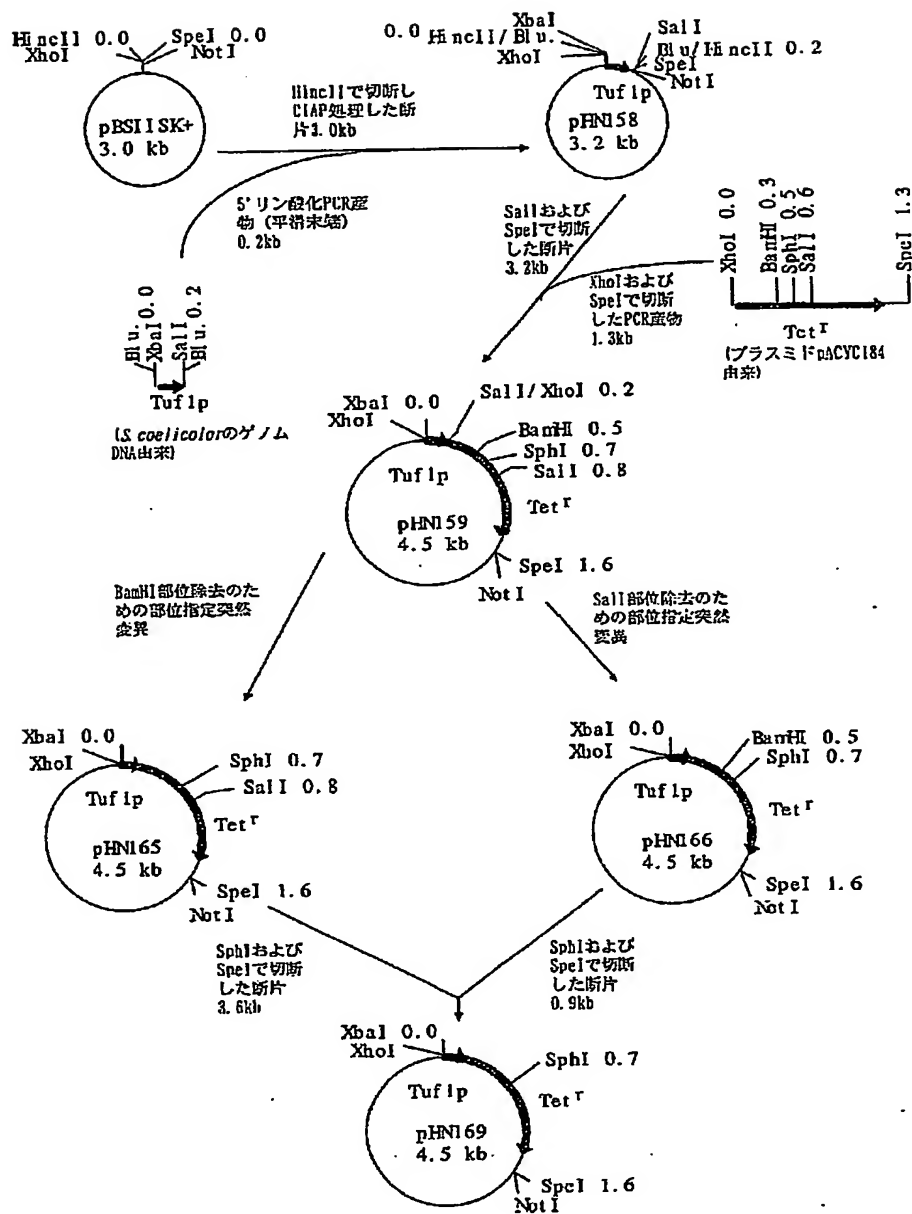 HincII 0.0
XhoI
SpeI 0.0
NotI
pBSIISK+
3.0 kb
HincIIで切断し
CIAP処理した断
片3.0kb
5'リン酸化PCR産
物（平滑末端）
0.2kb
Blu.
XbaI 0.0
SalI
Blu. 0.2
Tuf1p
(S. coelicolorのゲノム
DNA由来)
XbaI
0.0 HincII/Blu.
XhoI
SalI
Blu/HincII 0.2
SpeI
NotI
Tuf1p
pHN158
3.2 kb
SalIおよび
SpeIで切断
した断片
3.2kb
XhoIおよび
SpeIで切断
したPCR産物
1.3kb
XhoI 0.0
BamHI 0.3
SphI 0.5
SalI 0.6
SpeI 1.3
Tetr
(プラスミドpACYC184
由来)
XbaI 0.0
XhoI
SalI/XhoI 0.2
BamHI 0.5
SphI 0.7
SalI 0.8
Tuf1p
Tetr
pHN159
4.5 kb
SpeI 1.6
NotI
BamHI部位除去のた
めの部位指定突然
変異
SalI部位除去のた
めの部位指定突然
変異
XbaI 0.0
XhoI
SphI 0.7
SalI 0.8
Tuf1p
Tetr
pHN165
4.5 kb
SpeI 1.6
NotI
XbaI 0.0
XhoI
BamHI 0.5
SphI 0.7
Tuf1p
Tetr
pHN166
4.5 kb
SpeI 1.6
NotI
SphIおよび
SpeIで切断
した断片
3.6kb
SphIおよび
SpeIで切断
した断片
0.9kb
XbaI 0.0
XhoI
SphI 0.7
Tuf1p
Tetr
pHN169
4.5 kb
SpeI 1.6
NotI